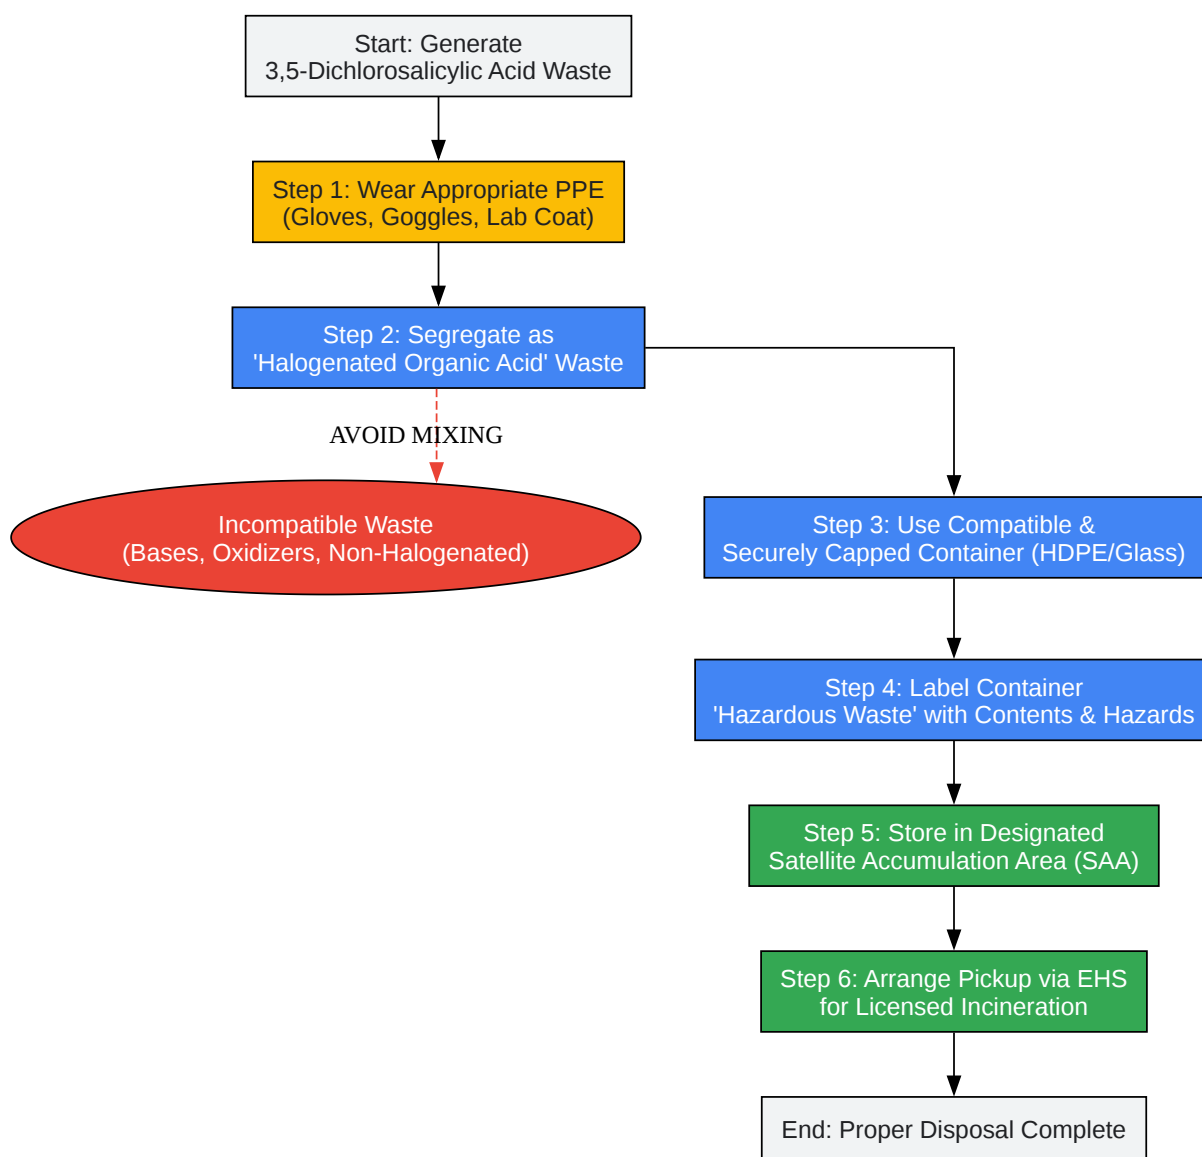 Start: Generate
3,5-Dichlorosalicylic Acid Waste
Step 1: Wear Appropriate PPE
(Gloves, Goggles, Lab Coat)
Step 2: Segregate as
'Halogenated Organic Acid' Waste
AVOID MIXING
Incompatible Waste
(Bases, Oxidizers, Non-Halogenated)
Step 3: Use Compatible &
Securely Capped Container (HDPE/Glass)
Step 4: Label Container
'Hazardous Waste' with Contents & Hazards
Step 5: Store in Designated
Satellite Accumulation Area (SAA)
Step 6: Arrange Pickup via EHS
for Licensed Incineration
End: Proper Disposal Complete